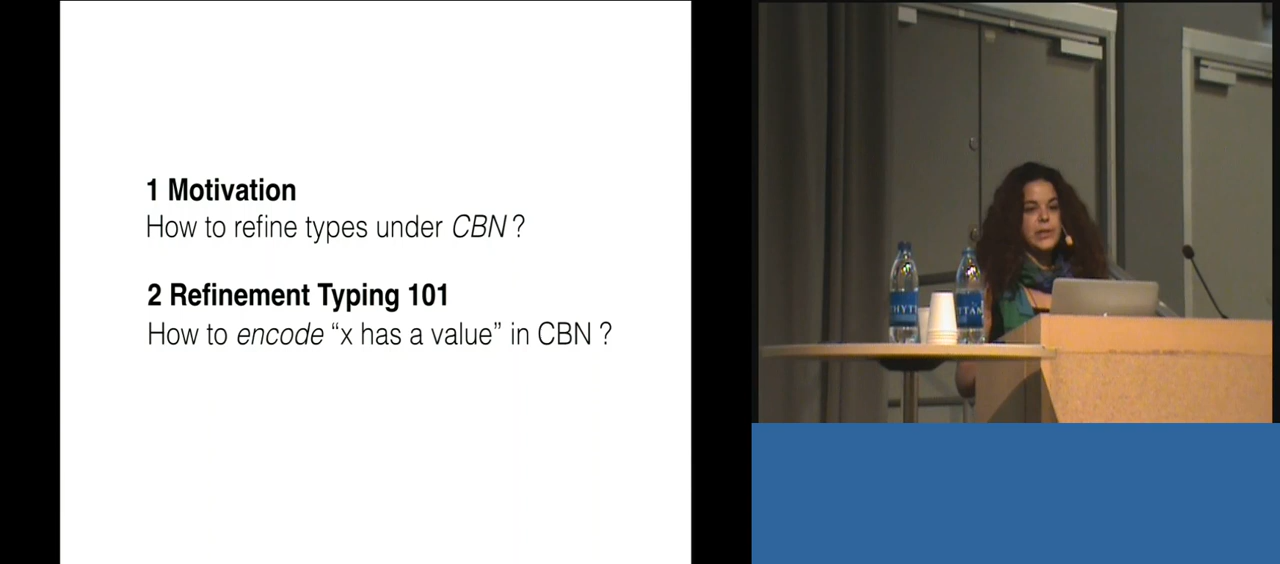 1 Motivation
How to refine types under CBN ?
2 Refinement Typing 101
How to encode “x has a value” in CBN ?